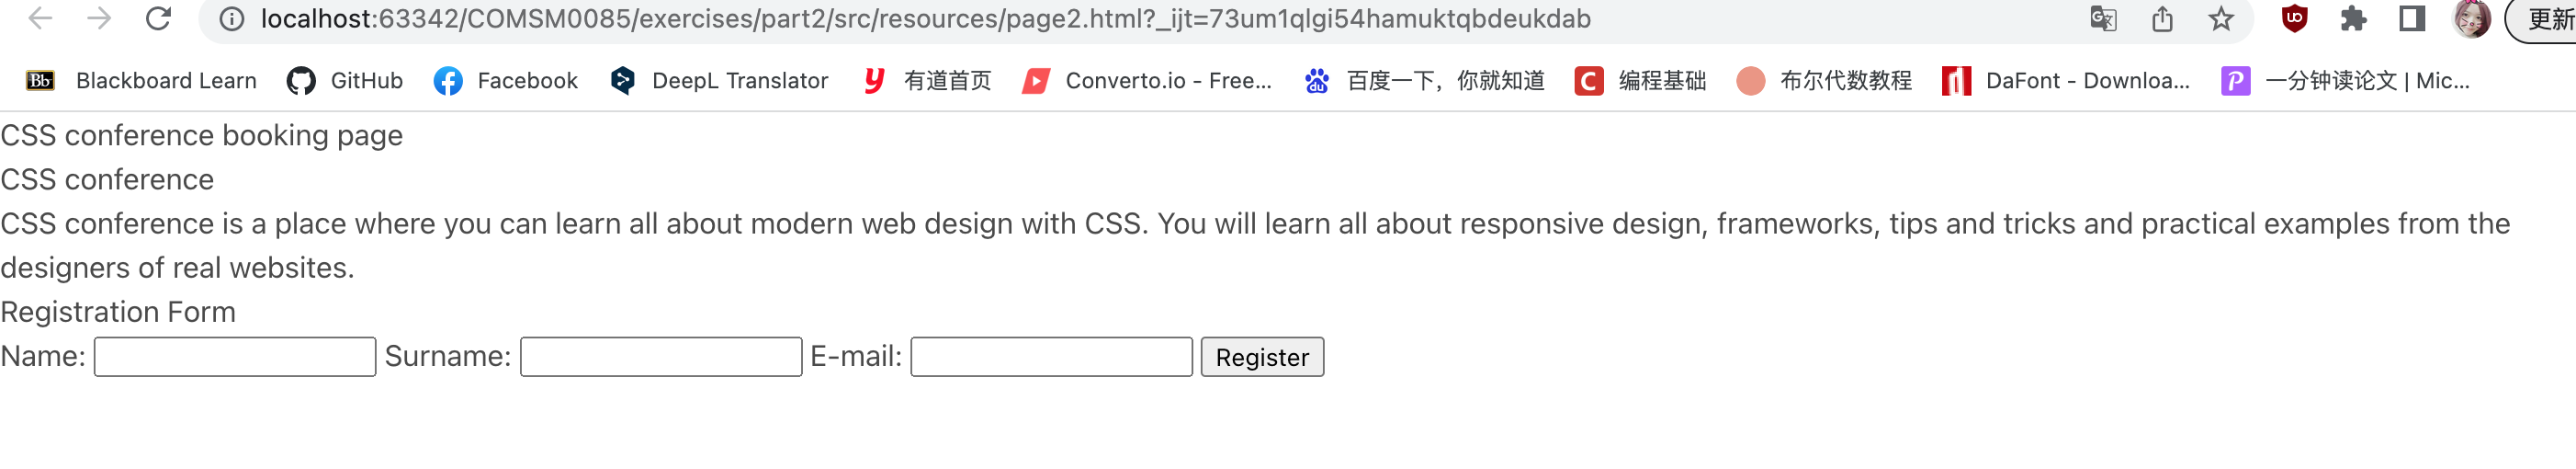 localhost:63342/COMSM0085/exercises/part2/src/resources/page2.html?_ijt=73um1qlgi54hamuktqbdeukdab 更新
Bb Blackboard Learn GitHub Facebook DeepL Translator y 有道首页 Converto.io - Free... du 百度一下，你就知道 C 编程基础 布尔代数教程 DaFont - Downloa... P 一分钟读论文 | Mic...
CSS conference booking page
CSS conference
CSS conference is a place where you can learn all about modern web design with CSS. You will learn all about responsive design, frameworks, tips and tricks and practical examples from the
designers of real websites.
Registration Form
Name: Surname: E-mail: Register